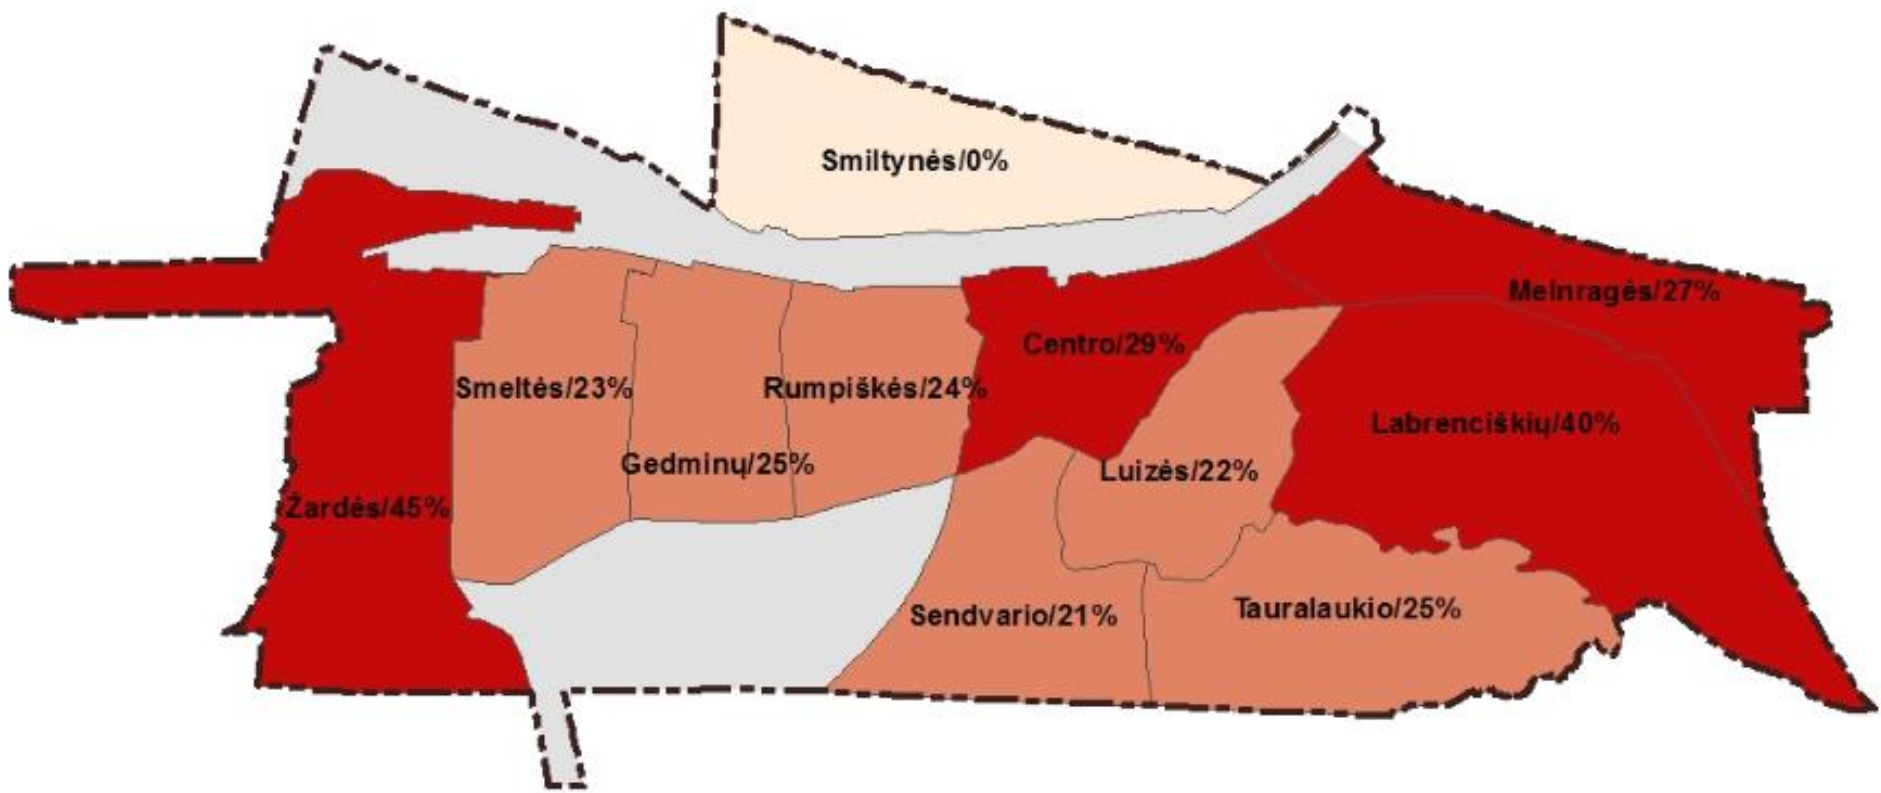 Smiltynės/0%
Melnragės/27%
Centro/29%
Smeltės/23%
Rumpiškės/24%
Labrenciškių/40%
Gedminų/25%
Luizės/22%
Žardės/45%
Sendvario/21%
Tauralaukio/25%